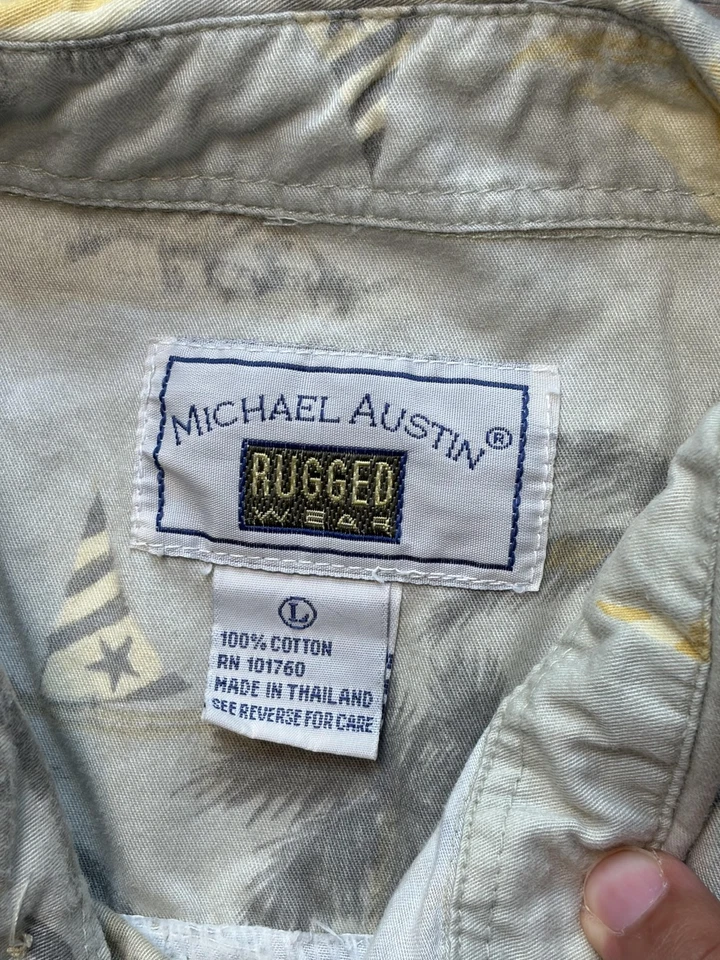 MICHAEL AUSTIN®
RUGGED
WEAR
L
100% COTTON
RN 101760
MADE IN THAILAND
SEE REVERSE FOR CARE